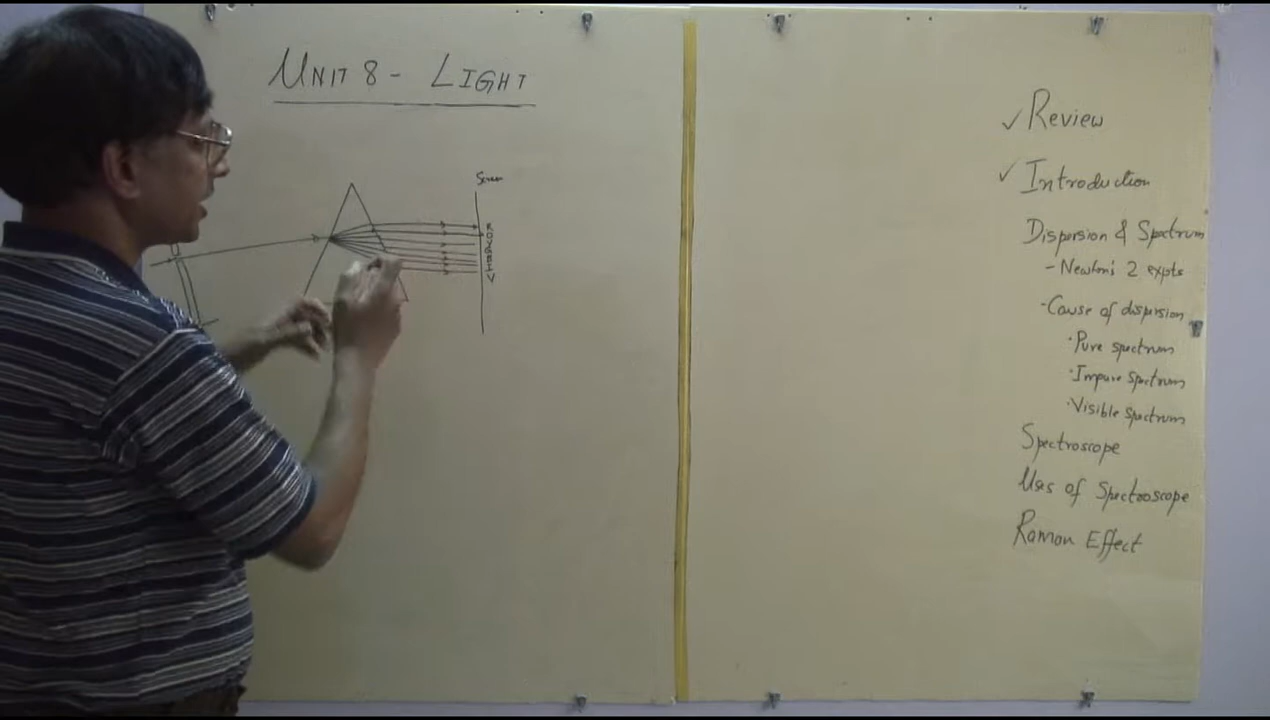 UNIT 8 - LIGHT
Screen
✓ Review
✓ Introduction
Dispersion & Spectrum
- Newton's 2 expts
· Cause of dispersion
· Pure spectrum
· Impure spectrum
· Visible spectrum
Spectroscope
Uses of Spectroscope
Raman Effect